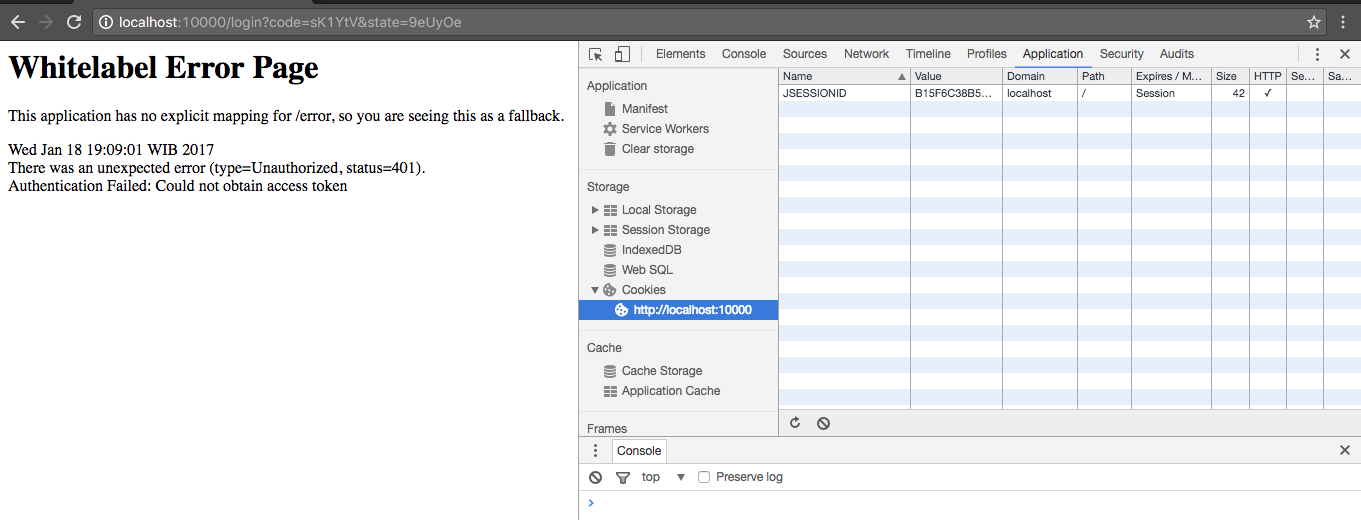 localhost:10000/login?code=sK1YtV&state=9eUyOe
Whitelabel Error Page
This application has no explicit mapping for /error, so you are seeing this as a fallback.
Wed Jan 18 19:09:01 WIB 2017
There was an unexpected error (type=Unauthorized, status=401).
Authentication Failed: Could not obtain access token
Elements Console Sources Network Timeline Profiles Application Security Audits
Application
Manifest
Service Workers
Clear storage
Storage
Local Storage
Session Storage
IndexedDB
Web SQL
Cookies
http://localhost:10000
Cache
Cache Storage
Application Cache
Frames
Name Value Domain Path Expires / M... Size HTTP Se... Sa...
JSESSIONID B15F6C38B5... localhost / Session 42 ✓
Console
top Preserve log